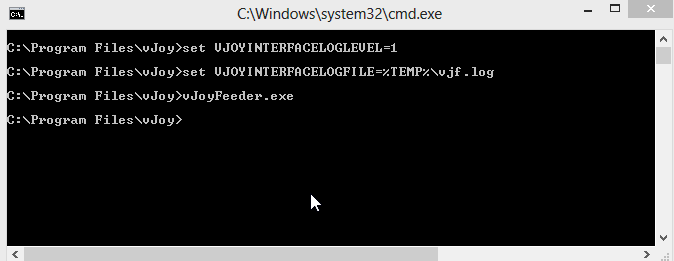 C:\Windows\system32\cmd.exe
C:\Program Files\vJoy>set VJOYINTERFACELOGLEVEL=1
C:\Program Files\vJoy>set VJOYINTERFACELOGFILE=%TEMP%\vjf.log
C:\Program Files\vJoy>vJoyFeeder.exe
C:\Program Files\vJoy>